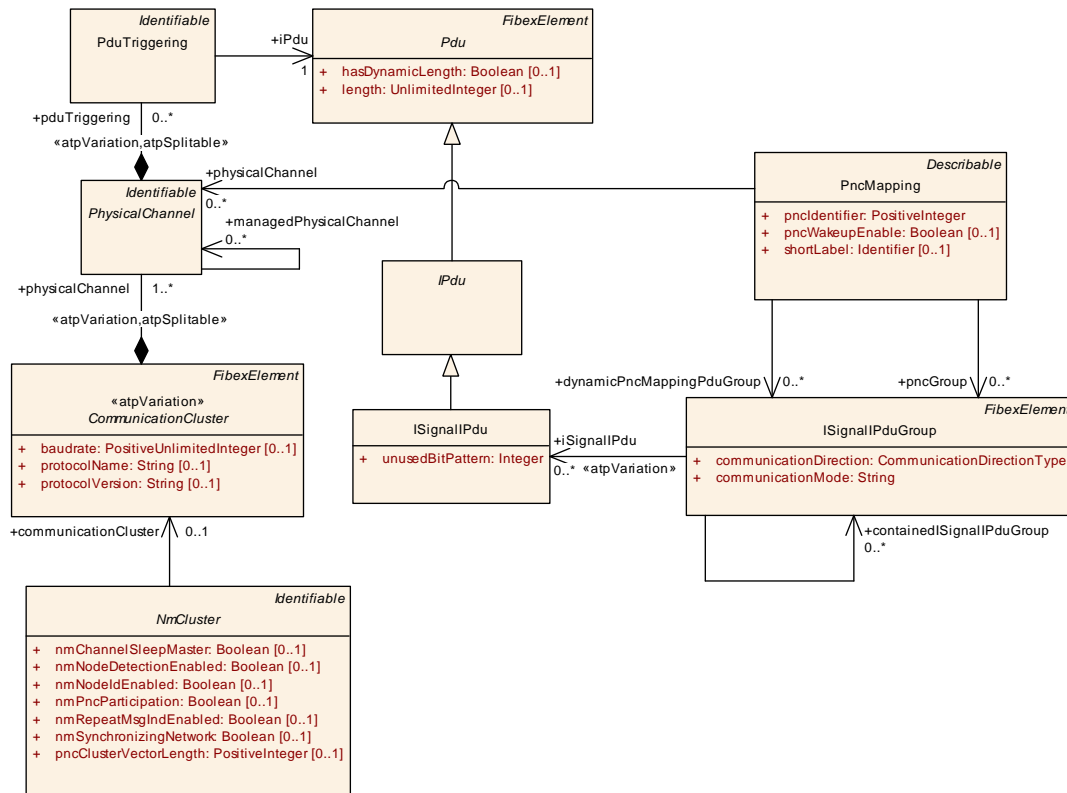 Identifiable
PduTriggering
+iPdu
1
FibexElement
Pdu
+ hasDynamicLength: Boolean [0..1]
+ length: UnlimitedInteger [0..1]
+pduTriggering 0..*
«atpVariation,atpSplitable»
Identifiable
PhysicalChannel
+physicalChannel
0..*
+managedPhysicalChannel
0..*
Describable
PncMapping
+ pncIdentifier: PositiveInteger
+ pncWakeupEnable: Boolean [0..1]
+ shortLabel: Identifier [0..1]
IPdu
+physicalChannel 1..*
«atpVariation,atpSplitable»
FibexElement
«atpVariation»
CommunicationCluster
+ baudrate: PositiveUnlimitedInteger [0..1]
+ protocolName: String [0..1]
+ protocolVersion: String [0..1]
+dynamicPncMappingPduGroup 0..*
+pncGroup 0..*
ISignalIPdu
+ unusedBitPattern: Integer
+iSignalIPdu
0..* «atpVariation»
FibexElement
ISignalIPduGroup
+ communicationDirection: CommunicationDirectionType
+ communicationMode: String
+containedISignalIPduGroup
0..*
+communicationCluster 0..1
Identifiable
NmCluster
+ nmChannelSleepMaster: Boolean [0..1]
+ nmNodeDetectionEnabled: Boolean [0..1]
+ nmNodeIdEnabled: Boolean [0..1]
+ nmPncParticipation: Boolean [0..1]
+ nmRepeatMsgIndEnabled: Boolean [0..1]
+ nmSynchronizingNetwork: Boolean [0..1]
+ pncClusterVectorLength: PositiveInteger [0..1]